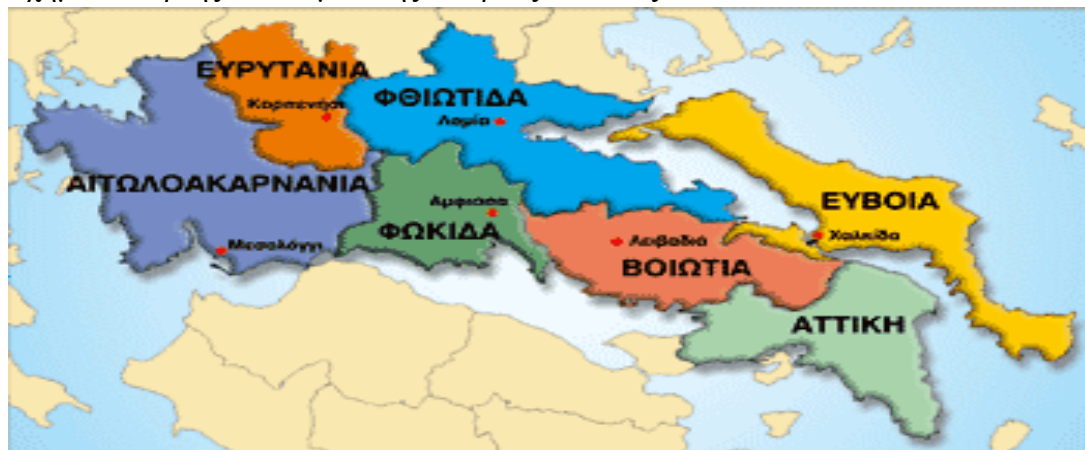 ΕΥΡΥΤΑΝΙΑ
Καρπενήσι
ΦΘΙΩΤΙΔΑ
Λαμία
ΑΙΤΩΛΟΑΚΑΡΝΑΝΙΑ
Μεσολόγγι
Αμφισσα
ΦΩΚΙΔΑ
Λειβαδιά
ΒΟΙΩΤΙΑ
ΕΥΒΟΙΑ
Χαλκίδα
ΑΤΤΙΚΗ